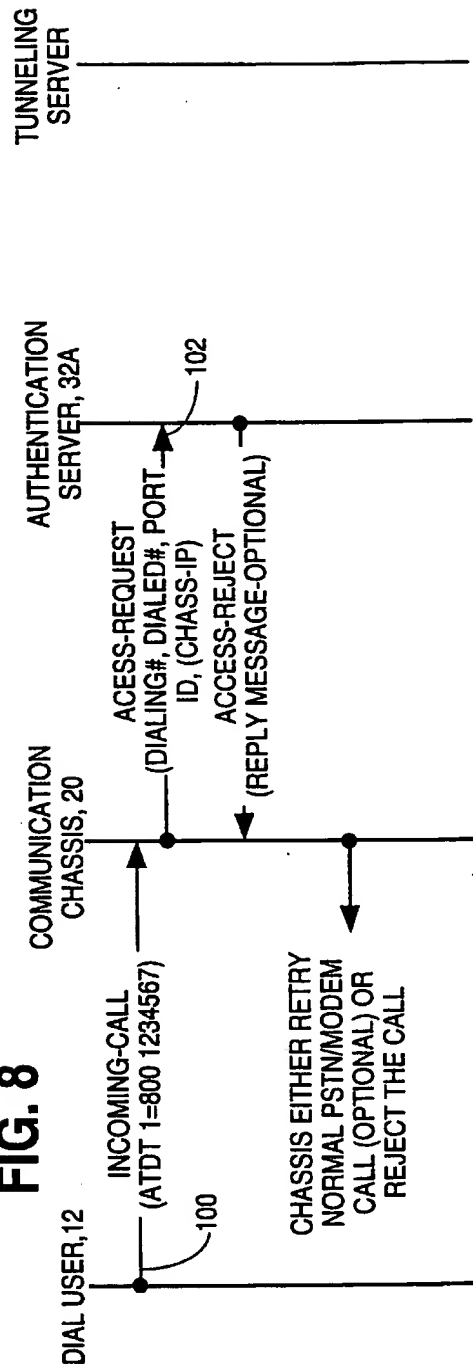 FIG. 8
DIAL USER,12
COMMUNICATION
CHASSIS, 20
AUTHENTICATION
SERVER, 32A
TUNNELING
SERVER
INCOMING-CALL
(ATDT 1=800 1234567)
100
ACESS-REQUEST
(DIALING#, DIALED#, PORT
ID, (CHASS-IP)
102
ACCESS-REJECT
(REPLY MESSAGE-OPTIONAL)
CHASSIS EITHER RETRY
NORMAL PSTN/MODEM
CALL (OPTIONAL) OR
REJECT THE CALL